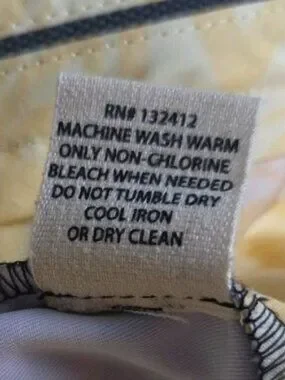 RN# 132412
MACHINE WASH WARM
ONLY NON-CHLORINE
BLEACH WHEN NEEDED
DO NOT TUMBLE DRY
COOL IRON
OR DRY CLEAN